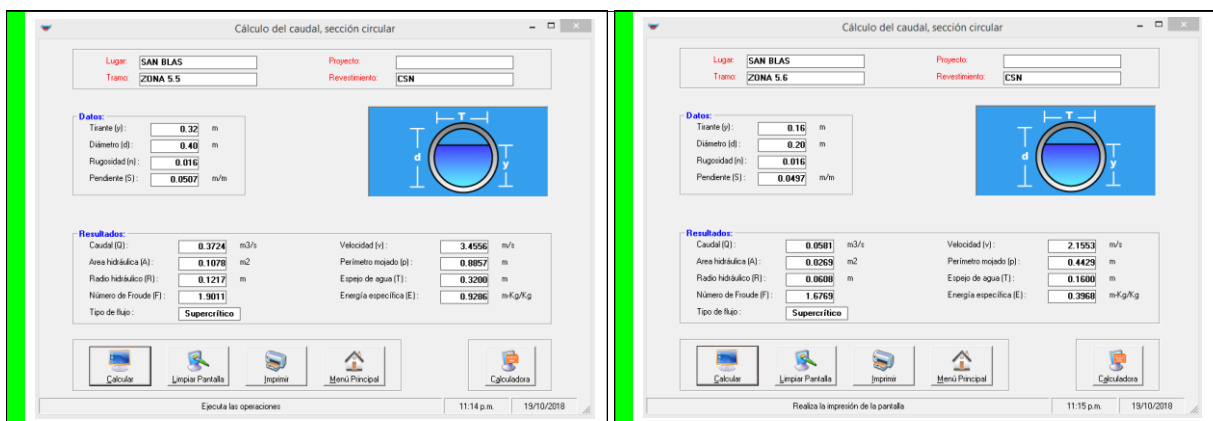 Cálculo del caudal, sección circular
Lugar: SAN BLAS Proyecto:
Tramo: ZONA 5.5 Revestimiento: CSN
Datos:
Tirante (y) : 0.32 m
Diámetro (d) : 0.40 m
Rugosidad (n) : 0.016
Pendiente (S) : 0.0507 m/m
T
d
y
Resultados:
Caudal (Q) : 0.3724 m3/s Velocidad (v) : 3.4556 m/s
Area hidráulica (A) : 0.1078 m2 Perímetro mojado (p) : 0.8857 m
Radio hidráulico (R) : 0.1217 m Espejo de agua (T) : 0.3200 m
Número de Froude (F) : 1.9011 Energía específica (E) : 0.9286 m-Kg/Kg
Tipo de flujo : Supercrítico
Calcular Limpiar Pantalla Imprimir Menú Principal Calculadora
Ejecuta las operaciones 11:14 p.m. 19/10/2018
Cálculo del caudal, sección circular
Lugar: SAN BLAS Proyecto:
Tramo: ZONA 5.6 Revestimiento: CSN
Datos:
Tirante (y) : 0.16 m
Diámetro (d) : 0.20 m
Rugosidad (n) : 0.016
Pendiente (S) : 0.0497 m/m
T
d
y
Resultados:
Caudal (Q) : 0.0581 m3/s Velocidad (v) : 2.1553 m/s
Area hidráulica (A) : 0.0269 m2 Perímetro mojado (p) : 0.4429 m
Radio hidráulico (R) : 0.0608 m Espejo de agua (T) : 0.1600 m
Número de Froude (F) : 1.6769 Energía específica (E) : 0.3968 m-Kg/Kg
Tipo de flujo : Supercrítico
Calcular Limpiar Pantalla Imprimir Menú Principal Calculadora
Realiza la impresión de la pantalla 11:15 p.m. 19/10/2018